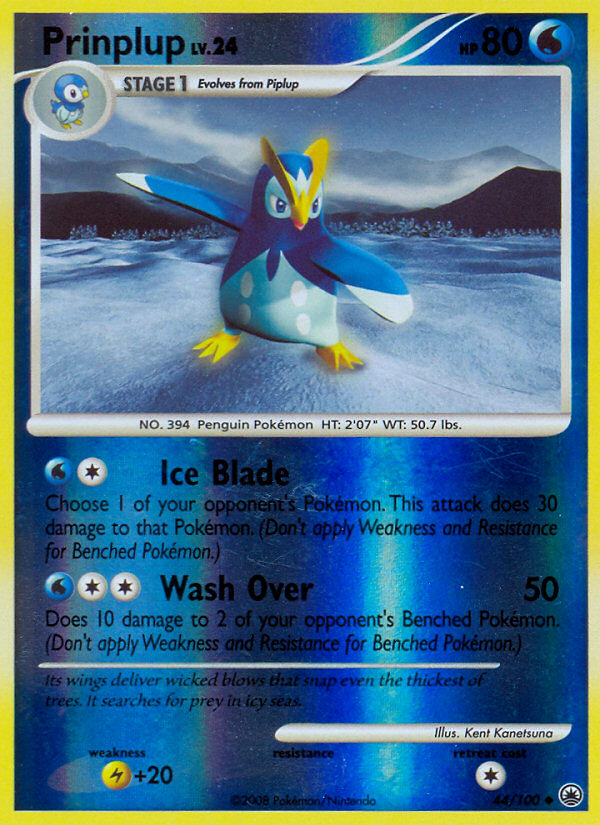 Prinplup LV.24 HP 80
STAGE 1 Evolves from Piplup
NO. 394 Penguin Pokémon HT: 2'07" WT: 50.7 lbs.
Ice Blade
Choose 1 of your opponent's Pokémon. This attack does 30
damage to that Pokémon. (Don't apply Weakness and Resistance
for Benched Pokémon.)
Wash Over 50
Does 10 damage to 2 of your opponent's Benched Pokémon.
(Don't apply Weakness and Resistance for Benched Pokémon.)
Its wings deliver wicked blows that snap even the thickest of
trees. It searches for prey in icy seas.
Illus. Kent Kanetsuna
weakness resistance retreat cost
+20
©2008 Pokémon/Nintendo 44/100